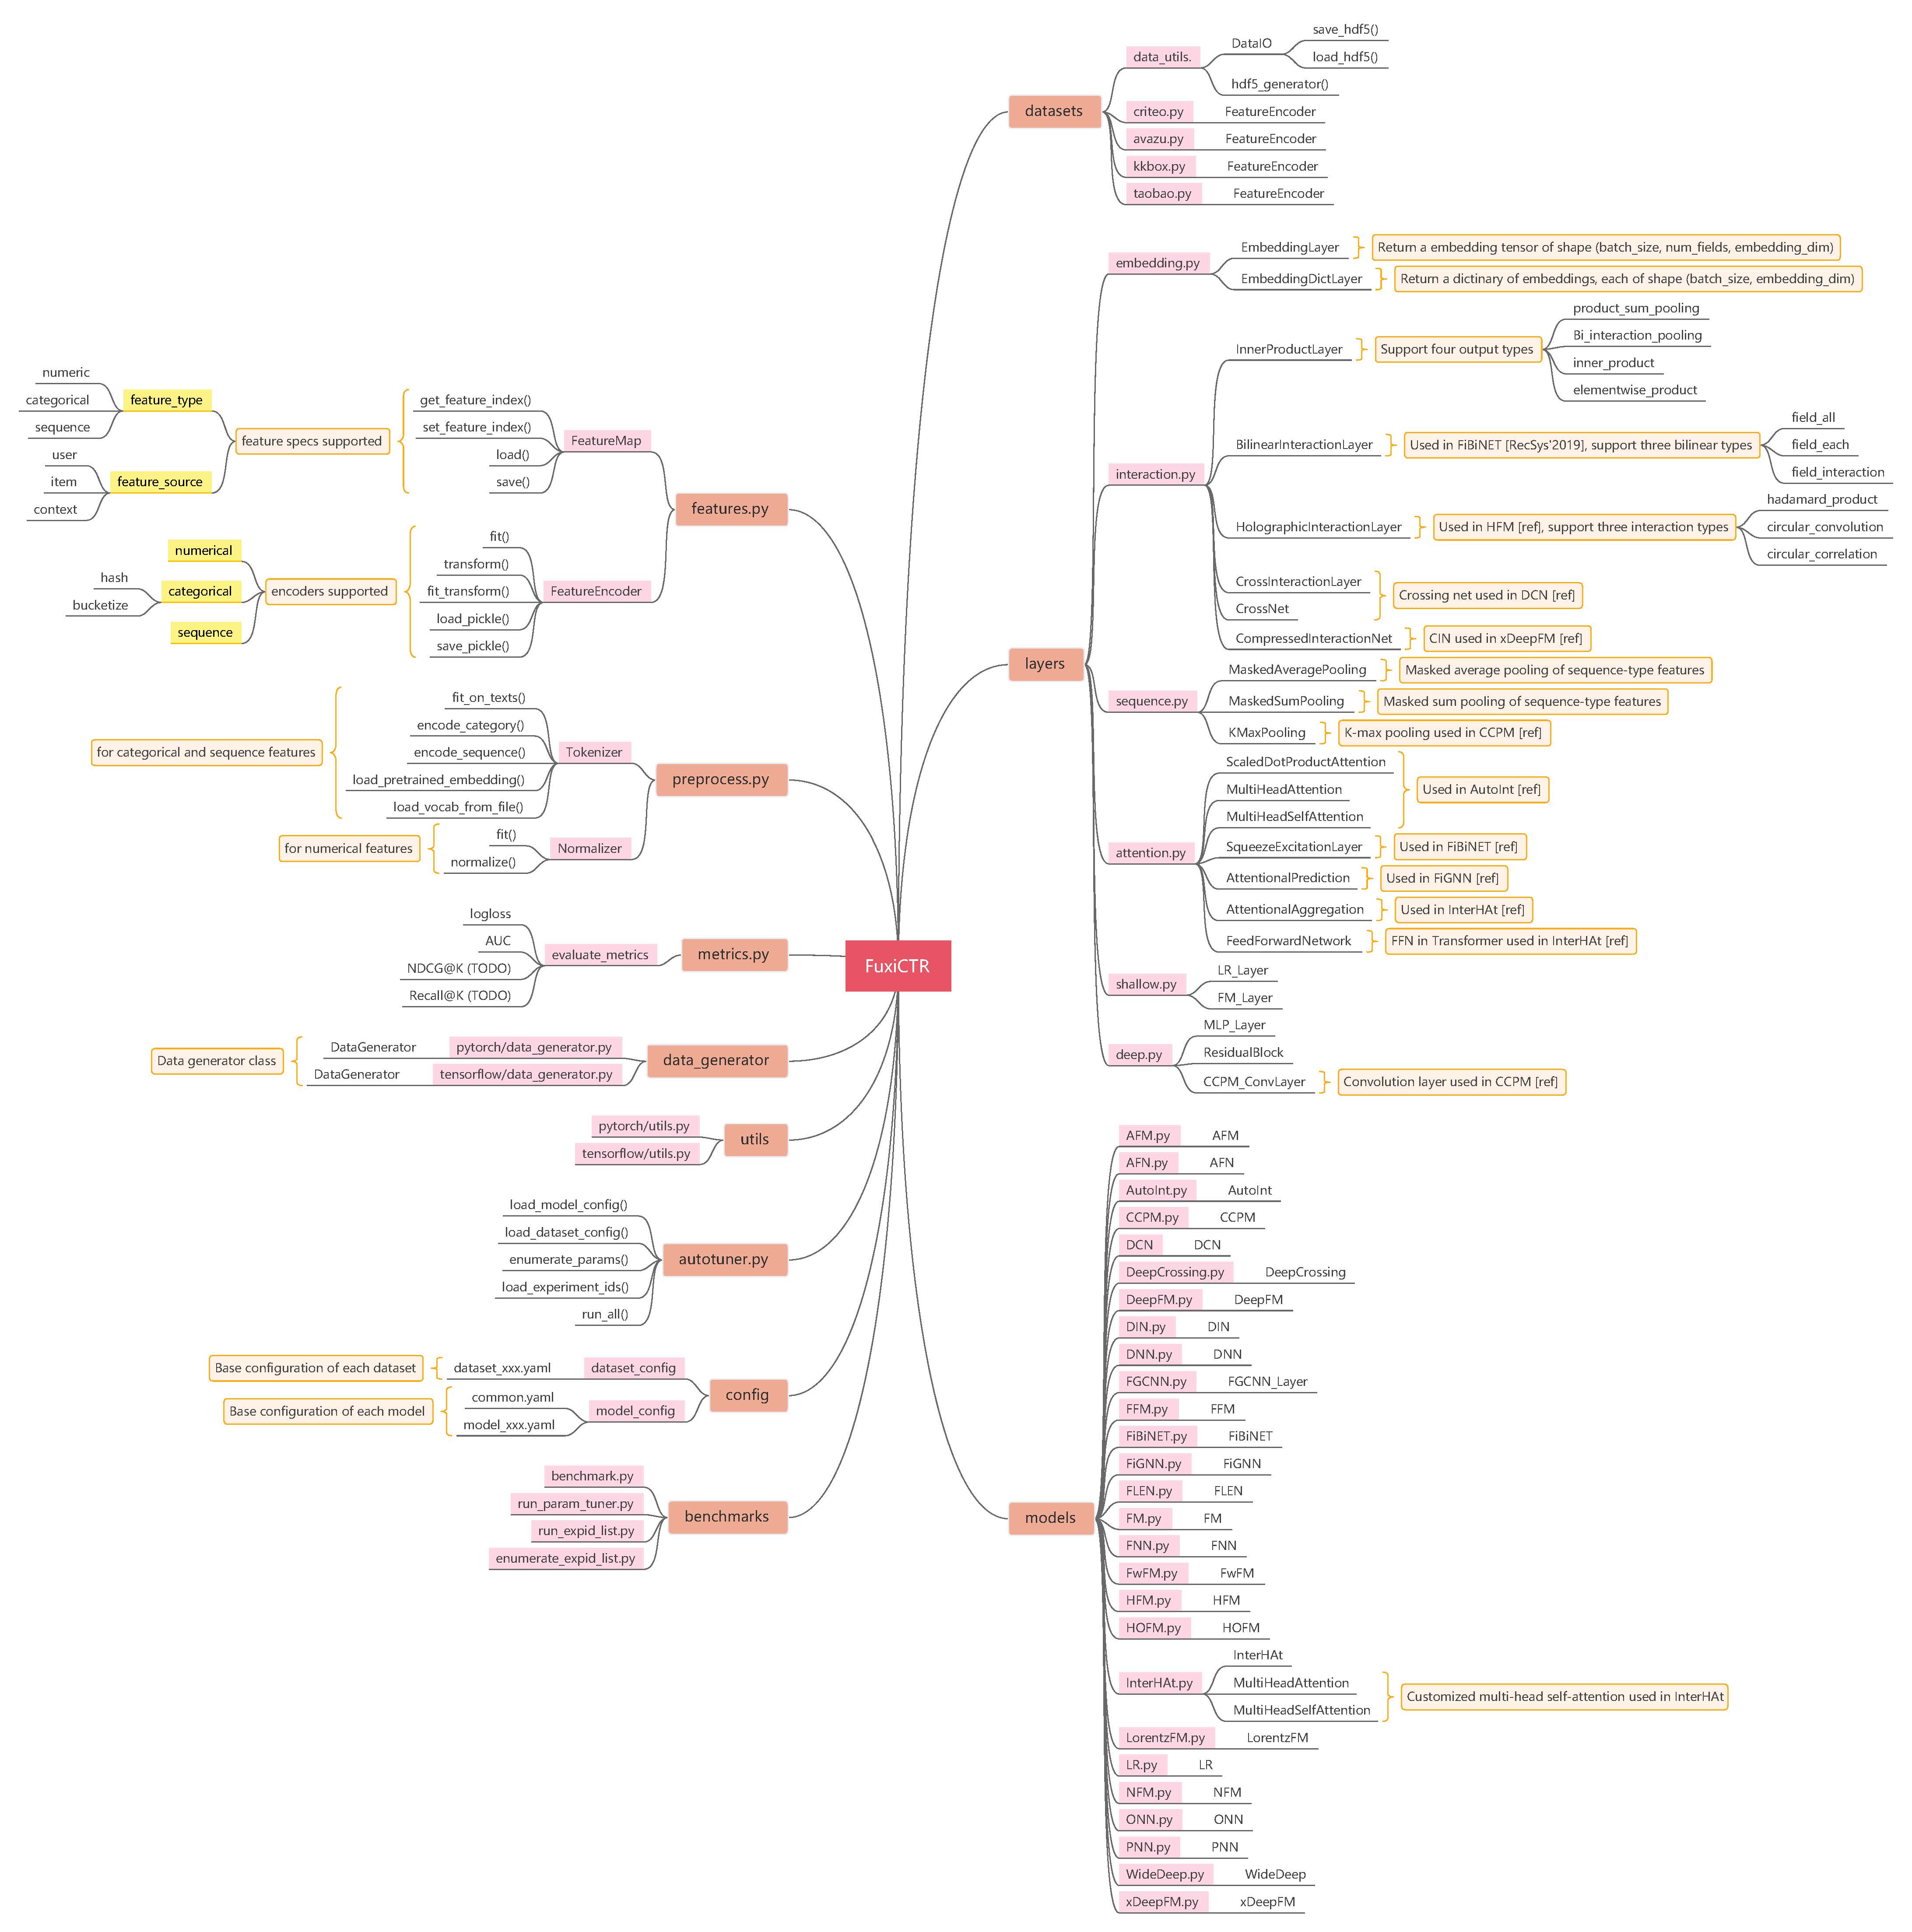 FuxiCTR
datasets
data_utils.
DataIO
save_hdf5()
load_hdf5()
hdf5_generator()
criteo.py FeatureEncoder
avazu.py FeatureEncoder
kkbox.py FeatureEncoder
taobao.py FeatureEncoder
layers
embedding.py
EmbeddingLayer
Return a embedding tensor of shape (batch_size, num_fields, embedding_dim)
EmbeddingDictLayer
Return a dictinary of embeddings, each of shape (batch_size, embedding_dim)
interaction.py
InnerProductLayer
Support four output types
product_sum_pooling
Bi_interaction_pooling
inner_product
elementwise_product
BilinearInteractionLayer
Used in FiBiNET [RecSys'2019], support three bilinear types
field_all
field_each
field_interaction
HolographicInteractionLayer
Used in HFM [ref], support three interaction types
hadamard_product
circular_convolution
circular_correlation
CrossInteractionLayer
CrossNet
Crossing net used in DCN [ref]
CompressedInteractionNet
CIN used in xDeepFM [ref]
sequence.py
MaskedAveragePooling
Masked average pooling of sequence-type features
MaskedSumPooling
Masked sum pooling of sequence-type features
KMaxPooling
K-max pooling used in CCPM [ref]
attention.py
ScaledDotProductAttention
MultiHeadAttention
MultiHeadSelfAttention
Used in AutoInt [ref]
SqueezeExcitationLayer
Used in FiBiNET [ref]
AttentionalPrediction
Used in FiGNN [ref]
AttentionalAggregation
Used in InterHAt [ref]
FeedForwardNetwork
FFN in Transformer used in InterHAt [ref]
shallow.py
LR_Layer
FM_Layer
deep.py
MLP_Layer
ResidualBlock
CCPM_ConvLayer
Convolution layer used in CCPM [ref]
models
AFM.py AFM
AFN.py AFN
AutoInt.py AutoInt
CCPM.py CCPM
DCN DCN
DeepCrossing.py DeepCrossing
DeepFM.py DeepFM
DIN.py DIN
DNN.py DNN
FGCNN.py FGCNN_Layer
FFM.py FFM
FiBiNET.py FiBiNET
FiGNN.py FiGNN
FLEN.py FLEN
FM.py FM
FNN.py FNN
FwFM.py FwFM
HFM.py HFM
HOFM.py HOFM
InterHAt.py
InterHAt
MultiHeadAttention
MultiHeadSelfAttention
Customized multi-head self-attention used in InterHAt
LorentzFM.py LorentzFM
LR.py LR
NFM.py NFM
ONN.py ONN
PNN.py PNN
WideDeep.py WideDeep
xDeepFM.py xDeepFM
features.py
FeatureMap
get_feature_index()
set_feature_index()
load()
save()
feature specs supported
feature_type
numeric
categorical
sequence
feature_source
user
item
context
FeatureEncoder
fit()
transform()
fit_transform()
load_pickle()
save_pickle()
encoders supported
numerical
categorical
hash
bucketize
sequence
preprocess.py
Tokenizer
fit_on_texts()
encode_category()
encode_sequence()
load_pretrained_embedding()
load_vocab_from_file()
for categorical and sequence features
Normalizer
fit()
normalize()
for numerical features
metrics.py
evaluate_metrics
logloss
AUC
NDCG@K (TODO)
Recall@K (TODO)
data_generator
pytorch/data_generator.py
DataGenerator
tensorflow/data_generator.py
DataGenerator
Data generator class
utils
pytorch/utils.py
tensorflow/utils.py
autotuner.py
load_model_config()
load_dataset_config()
enumerate_params()
load_experiment_ids()
run_all()
config
dataset_config
dataset_xxx.yaml
Base configuration of each dataset
model_config
common.yaml
model_xxx.yaml
Base configuration of each model
benchmarks
benchmark.py
run_param_tuner.py
run_expid_list.py
enumerate_expid_list.py